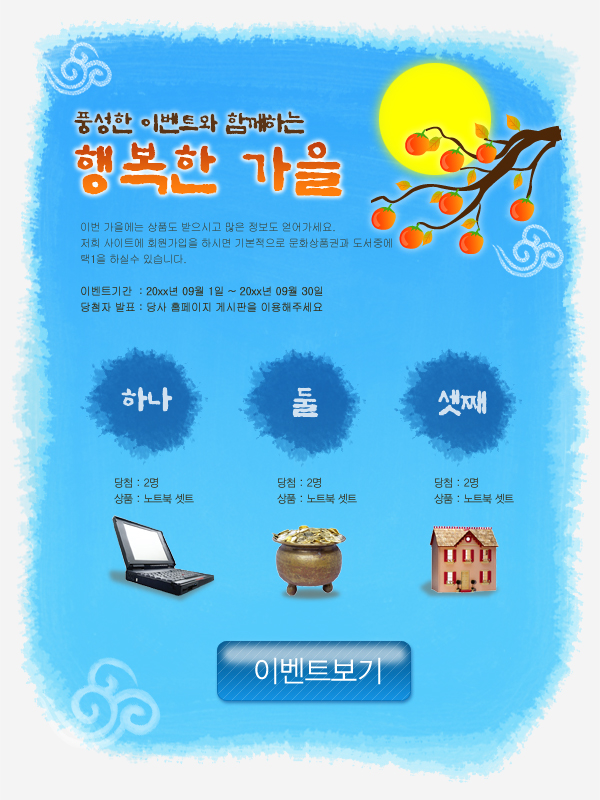 풍성한 이벤트와 함께하는
행복한 가을
이번 가을에는 상품도 받으시고 많은 정보도 얻어가세요.
저희 사이트에 회원가입을 하시면 기본적으로 문화상품권과 도서중에
택1을 하실수 있습니다.
이벤트기간 : 20xx년 09월 1일 ~ 20xx년 09월 30일
당첨자 발표 : 당사 홈페이지 게시판을 이용해주세요
하나
둘
셋째
당첨 : 2명
상품 : 노트북 셋트
당첨 : 2명
상품 : 노트북 셋트
당첨 : 2명
상품 : 노트북 셋트
이벤트보기